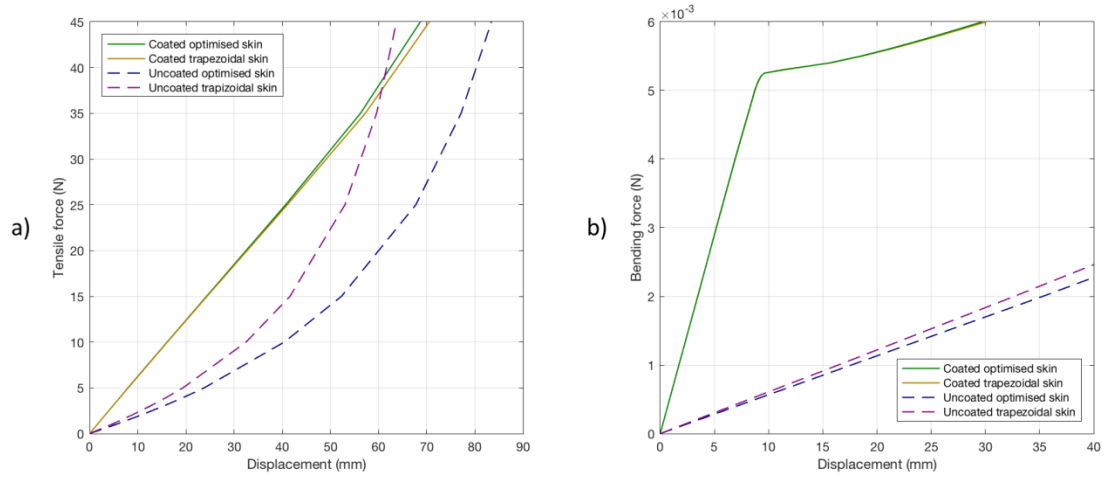 a)
Tensile force (N)
45
40
35
30
25
20
15
10
5
0
Coated optimised skin
Coated trapezoidal skin
Uncoated optimised skin
Uncoated trapizoidal skin
0 10 20 30 40 50 60 70 80 90
Displacement (mm)
b)
Bending force (N)
×10⁻³
6
5
4
3
2
1
0
Coated optimised skin
Coated trapezoidal skin
Uncoated optimised skin
Uncoated trapezoidal skin
0 5 10 15 20 25 30 35 40
Displacement (mm)